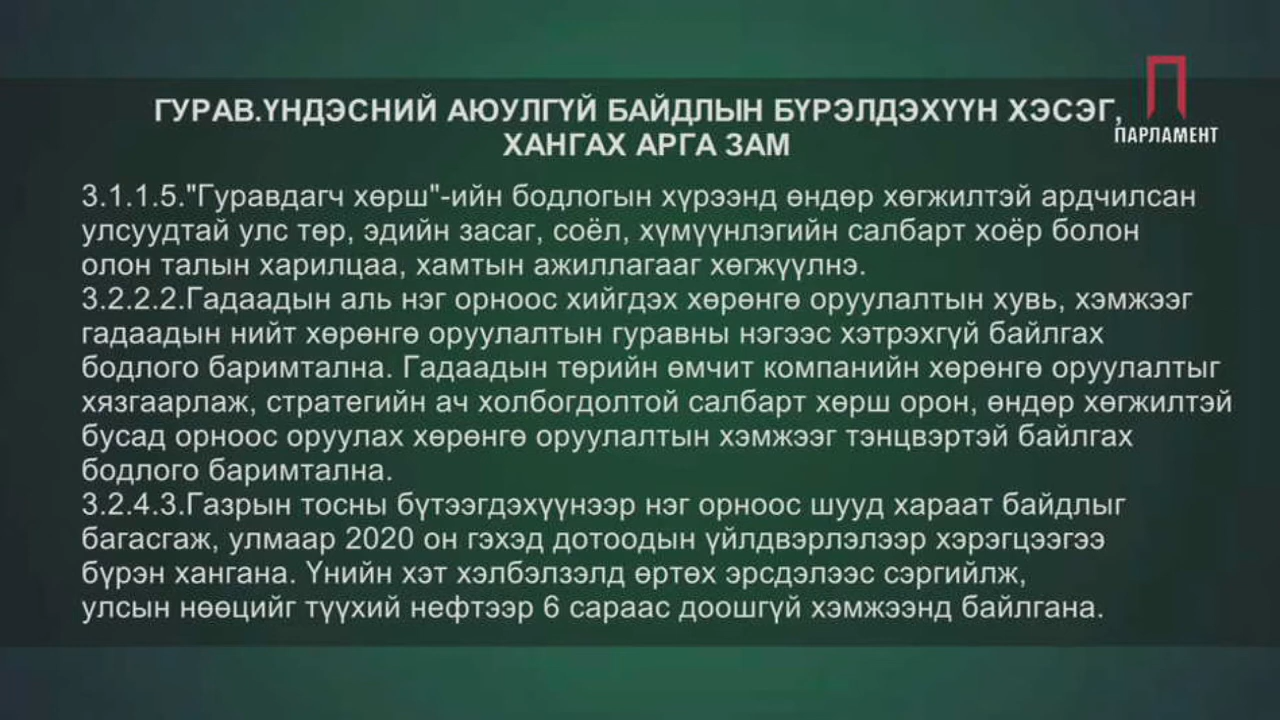 ГУРАВ.ҮНДЭСНИЙ АЮУЛГҮЙ БАЙДЛЫН БҮРЭЛДЭХҮҮН ХЭСЭГ,
ХАНГАХ АРГА ЗАМ
ПАРЛАМЕНТ
3.1.1.5."Гуравдагч хөрш"-ийн бодлогын хүрээнд өндөр хөгжилтэй ардчилсан
улсуудтай улс төр, эдийн засаг, соёл, хүмүүнлэгийн салбарт хоёр болон
олон талын харилцаа, хамтын ажиллагааг хөгжүүлнэ.
3.2.2.2.Гадаадын аль нэг орноос хийгдэх хөрөнгө оруулалтын хувь, хэмжээг
гадаадын нийт хөрөнгө оруулалтын гуравны нэгээс хэтрэхгүй байлгах
бодлого баримтална. Гадаадын төрийн өмчит компанийн хөрөнгө оруулалтыг
хязгаарлаж, стратегийн ач холбогдолтой салбарт хөрш орон, өндөр хөгжилтэй
бусад орноос оруулах хөрөнгө оруулалтын хэмжээг тэнцвэртэй байлгах
бодлого баримтална.
3.2.4.3.Газрын тосны бүтээгдэхүүнээр нэг орноос шууд хараат байдлыг
багасгаж, улмаар 2020 он гэхэд дотоодын үйлдвэрлэлээр хэрэгцээгээ
бүрэн хангана. Үнийн хэт хэлбэлзэлд өртөх эрсдэлээс сэргийлж,
улсын нөөцийг түүхий нефтээр 6 сараас доошгүй хэмжээнд байлгана.